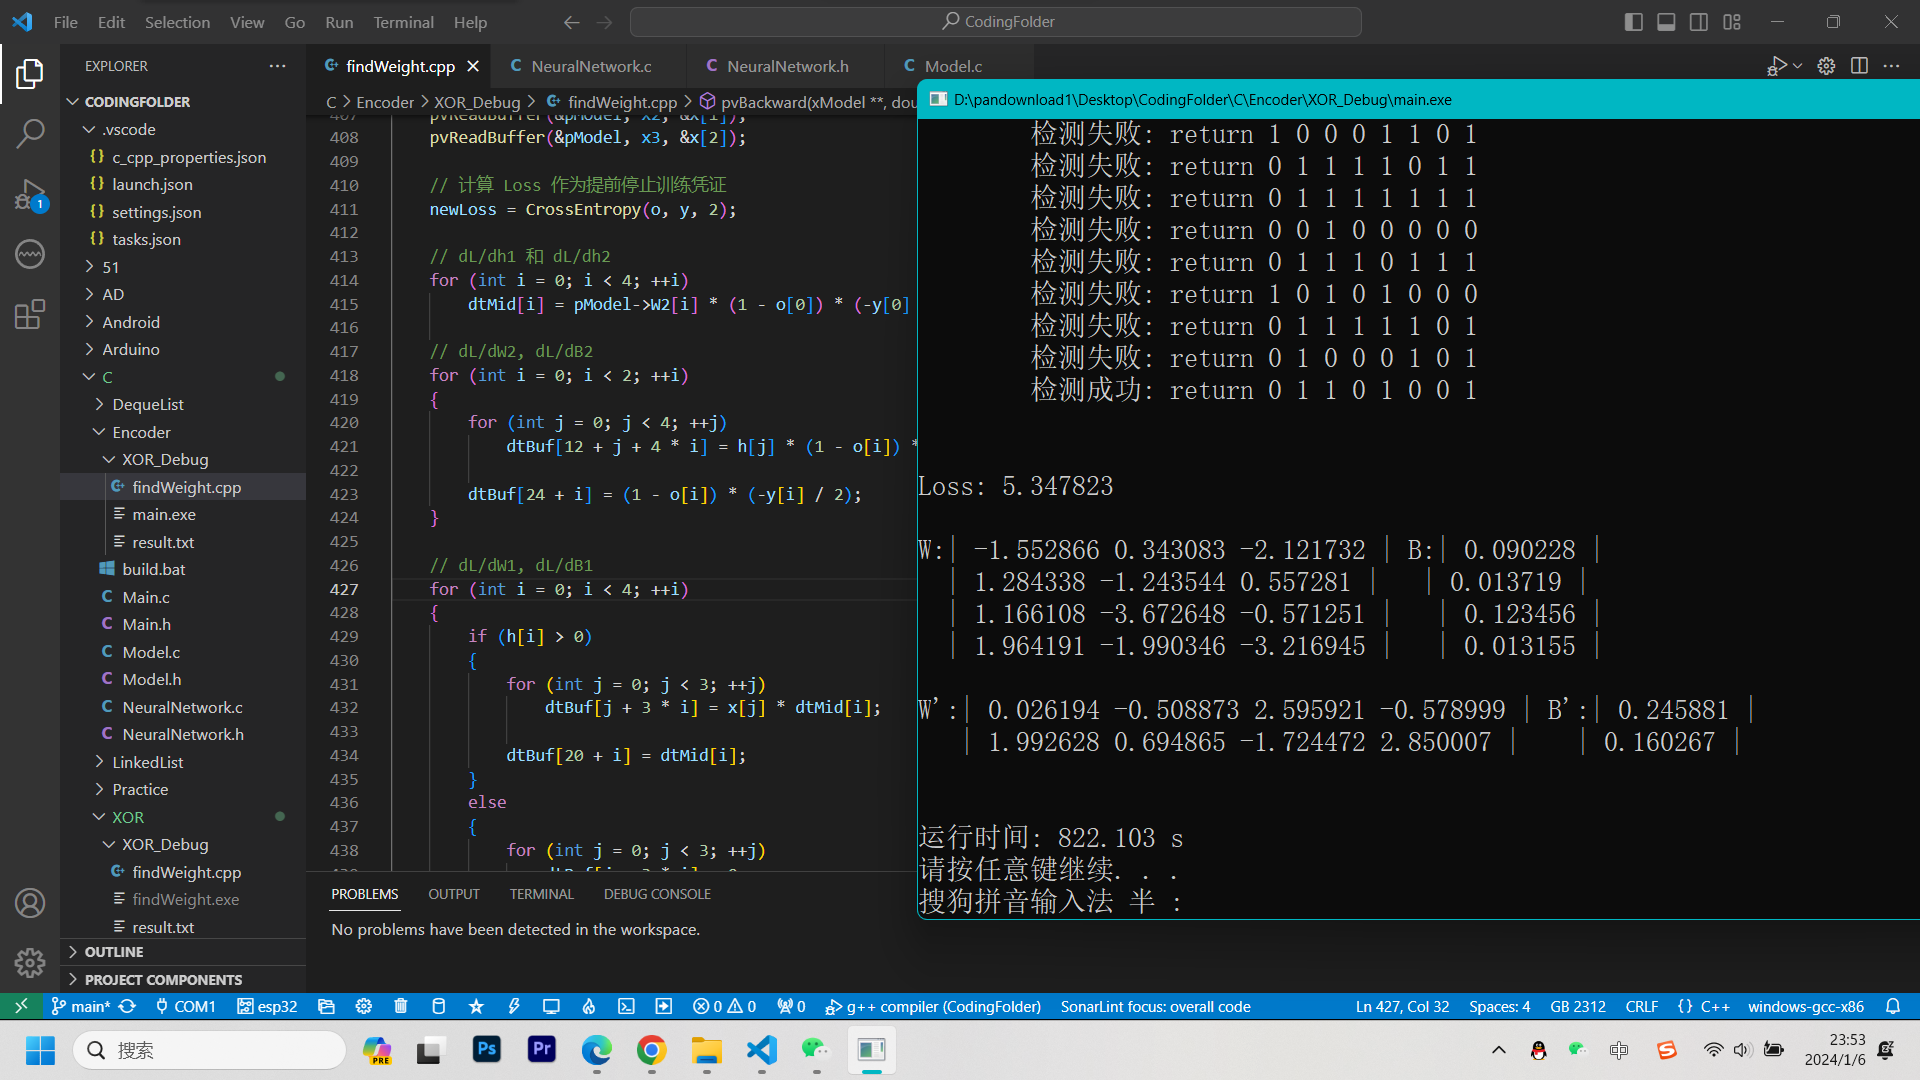 File Edit Selection View Go Run Terminal Help
CodingFolder
EXPLORER
CODINGFOLDER
.vscode
c_cpp_properties.json
launch.json
settings.json
tasks.json
51
AD
Android
Arduino
C
DequeList
Encoder
XOR_Debug
findWeight.cpp
main.exe
result.txt
build.bat
Main.c
Main.h
Model.c
Model.h
NeuralNetwork.c
NeuralNetwork.h
LinkedList
Practice
XOR
XOR_Debug
findWeight.cpp
findWeight.exe
result.txt
OUTLINE
PROJECT COMPONENTS
1
findWeight.cpp NeuralNetwork.c NeuralNetwork.h Model.c
C > Encoder > XOR_Debug > findWeight.cpp > pvBackward(xModel **, dou
407 pvReadBuffer(&pModel, x2, &x[1]);
408 pvReadBuffer(&pModel, x3, &x[2]);
409
410 // 计算 Loss 作为提前停止训练凭证
411 newLoss = CrossEntropy(o, y, 2);
412
413 // dL/dh1 和 dL/dh2
414 for (int i = 0; i < 4; ++i)
415 dtMid[i] = pModel->W2[i] * (1 - o[0]) * (-y[0]
416
417 // dL/dW2, dL/dB2
418 for (int i = 0; i < 2; ++i)
419 {
420 for (int j = 0; j < 4; ++j)
421 dtBuf[12 + j + 4 * i] = h[j] * (1 - o[i]) *
422
423 dtBuf[24 + i] = (1 - o[i]) * (-y[i] / 2);
424 }
425
426 // dL/dW1, dL/dB1
427 for (int i = 0; i < 4; ++i)
428 {
429 if (h[i] > 0)
430 {
431 for (int j = 0; j < 3; ++j)
432 dtBuf[j + 3 * i] = x[j] * dtMid[i];
433
434 dtBuf[20 + i] = dtMid[i];
435 }
436 else
437 {
438 for (int j = 0; j < 3; ++j)
PROBLEMS OUTPUT TERMINAL DEBUG CONSOLE
No problems have been detected in the workspace.
D:\pandownload1\Desktop\CodingFolder\C\Encoder\XOR_Debug\main.exe
检测失败: return 1 0 0 0 1 1 0 1
检测失败: return 0 1 1 1 1 0 1 1
检测失败: return 0 1 1 1 1 1 1 1
检测失败: return 0 0 1 0 0 0 0 0
检测失败: return 0 1 1 1 0 1 1 1
检测失败: return 1 0 1 0 1 0 0 0
检测失败: return 0 1 1 1 1 1 0 1
检测失败: return 0 1 0 0 0 1 0 1
检测成功: return 0 1 1 0 1 0 0 1
Loss: 5.347823
W:| -1.552866 0.343083 -2.121732 | B:| 0.090228 |
| 1.284338 -1.243544 0.557281 | | 0.013719 |
| 1.166108 -3.672648 -0.571251 | | 0.123456 |
| 1.964191 -1.990346 -3.216945 | | 0.013155 |
W':| 0.026194 -0.508873 2.595921 -0.578999 | B':| 0.245881 |
| 1.992628 0.694865 -1.724472 2.850007 | | 0.160267 |
运行时间: 822.103 s
请按任意键继续. . .
搜狗拼音输入法 半 :
main* COM1 esp32 0 0 0 g++ compiler (CodingFolder) SonarLint focus: overall code Ln 427, Col 32 Spaces: 4 GB 2312 CRLF {} C++ windows-gcc-x86
搜索
PRE
Ps
Pr
中
S
23:53
2024/1/6